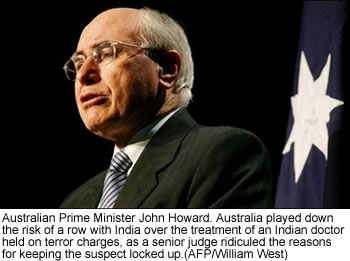 Australian Prime Minister John Howard. Australia played down
the risk of a row with India over the treatment of an Indian doctor
held on terror charges, as a senior judge ridiculed the reasons
for keeping the suspect locked up.(AFP/William West)